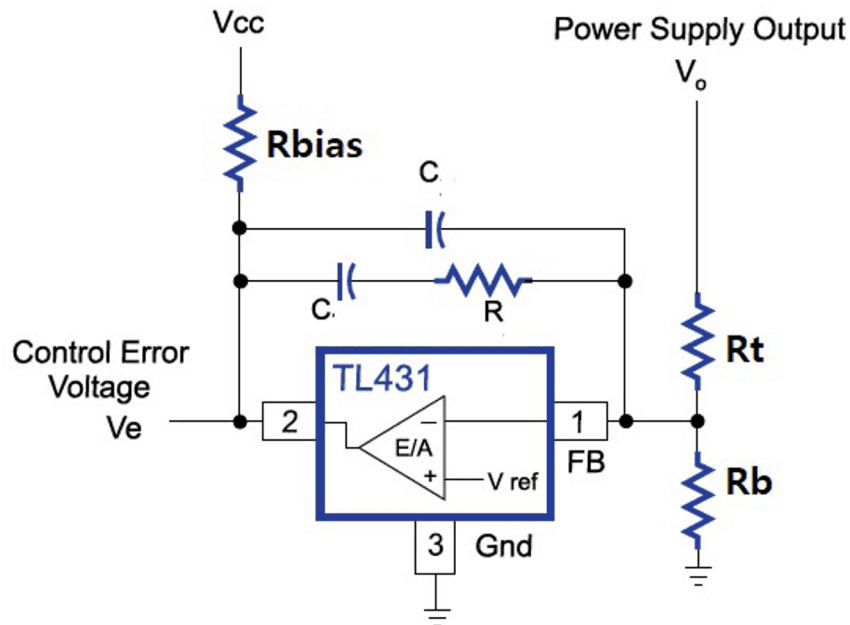 Vcc
Power Supply Output
Vo
Rbias
C
C.
R
Control Error
Voltage
Ve
TL431
2
E/A
−
+
V ref
1
FB
Rt
Rb
3
Gnd